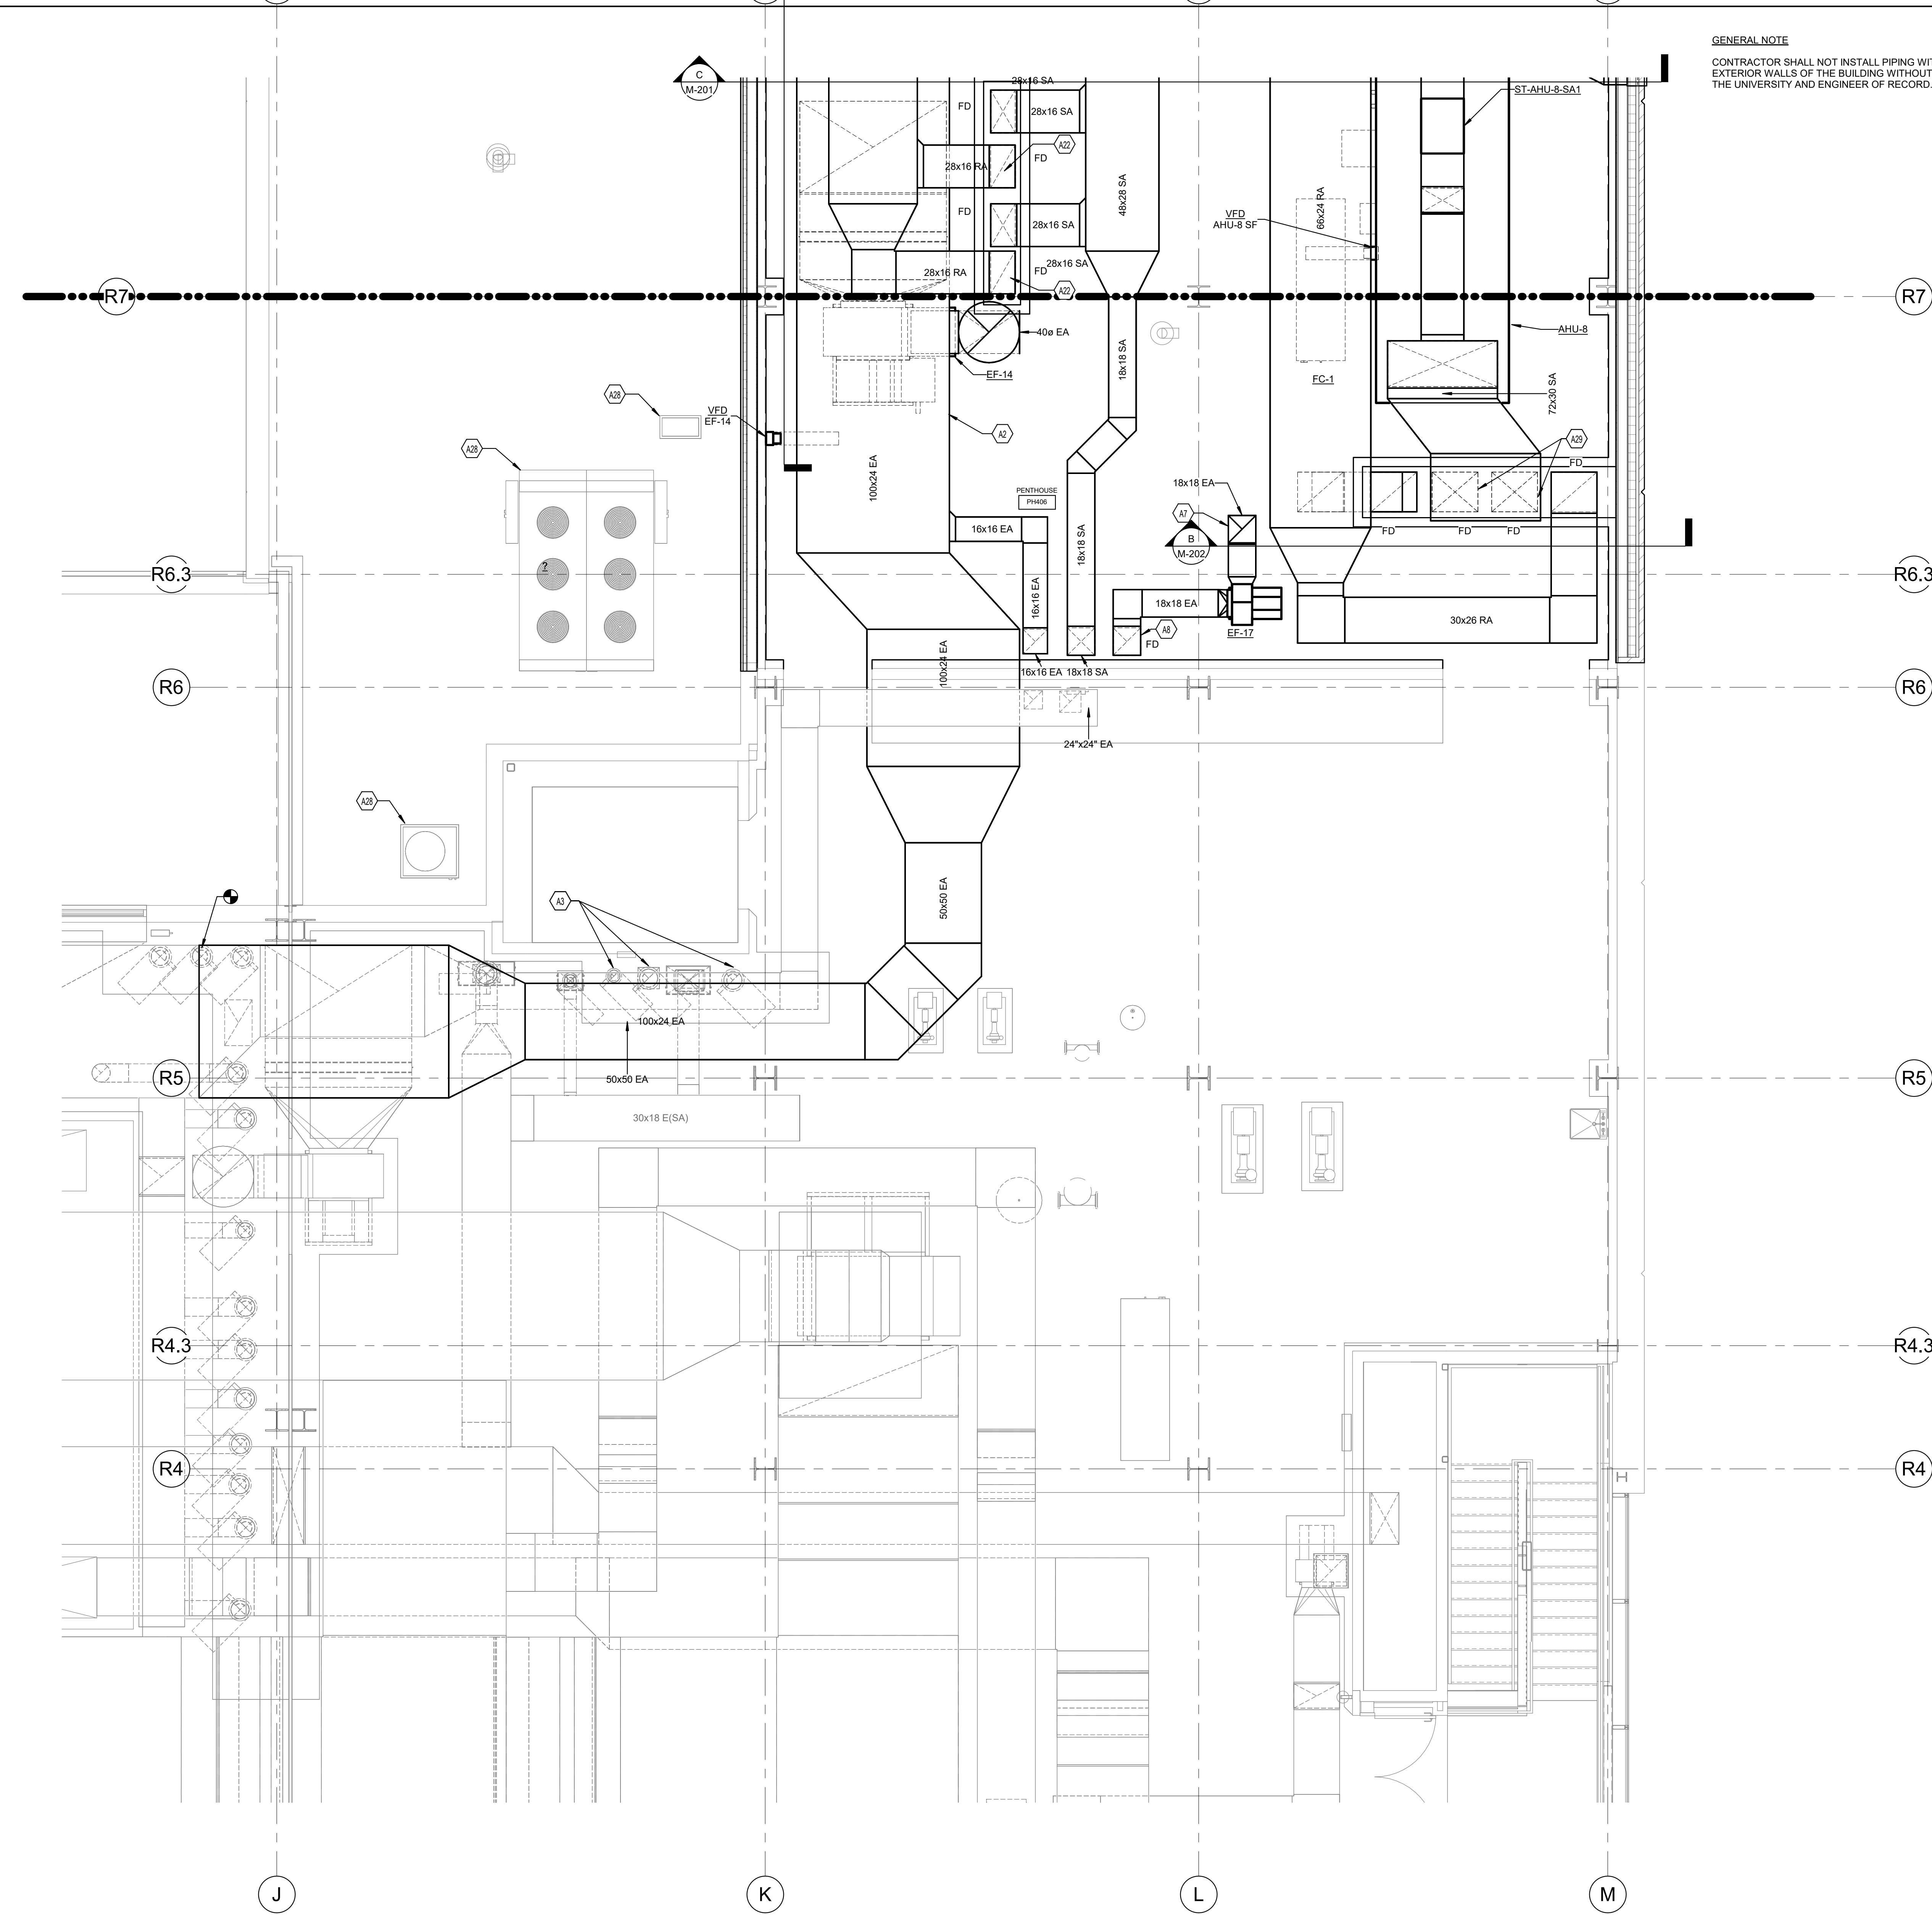 GENERAL NOTE
CONTRACTOR SHALL NOT INSTALL PIPING
EXTERIOR WALLS OF THE BUILDING WITHOUT
THE UNIVERSITY AND ENGINEER OF RECORD.
C
M-201
28x16 SA
FD
28x16 SA
ST-AHU-8-SA1
A22
FD
28x16 RA
48x28 SA
66x24 RA
FD
VFD
AHU-8 SF
28x16 SA
28x16 SA
28x16 RA
FD
A22
R7
R7
40ø EA
AHU-8
18x18 SA
EF-14
FC-1
72x30 SA
A28
VFD
EF-14
A2
A29
A28
FD
100x24 EA
18x18 EA
PENTHOUSE
PH406
A7
16x16 EA
FD
FD
FD
B
M-202
18x18 SA
R6.3
?
R6.3
16x16 EA
18x18 EA
30x26 RA
A8
EF-17
FD
100x24 EA
16x16 EA
18x18 SA
R6
R6
24"x24" EA
A28
50x50 EA
A3
100x24 EA
R5
50x50 EA
R5
30x18 E(SA)
R4.3
R4.3
R4
R4
J
K
L
M